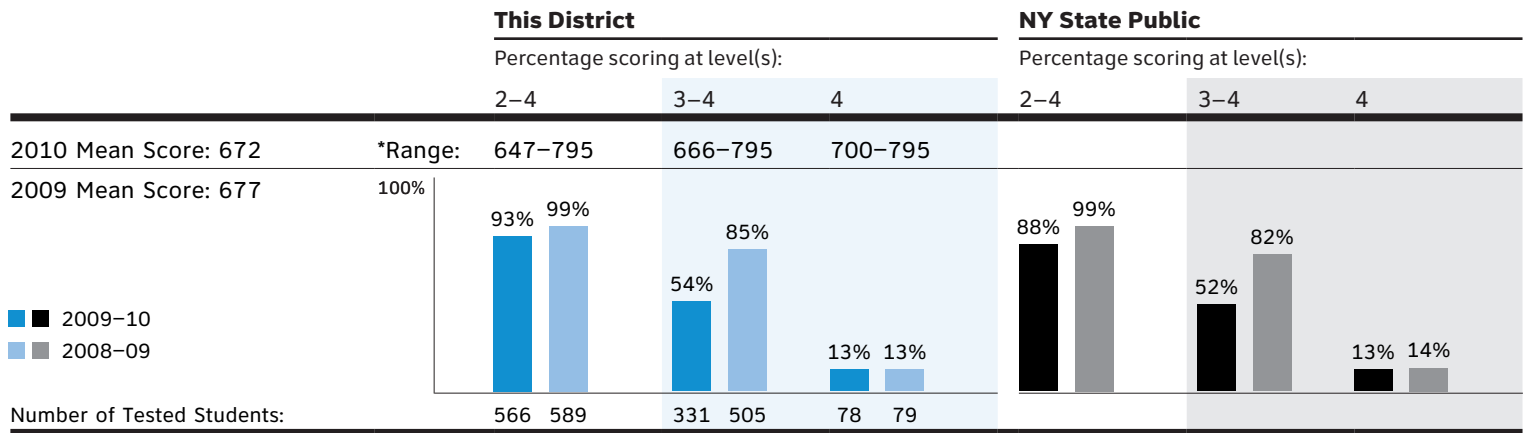 This District NY State Public
Percentage scoring at level(s): Percentage scoring at level(s):
2–4 3–4 4 2–4 3–4 4
2010 Mean Score: 672 *Range: 647–795 666–795 700–795
2009 Mean Score: 677 100%
93% 99% 54% 85% 13% 13% 88% 99% 52% 82% 13% 14%
2009–10
2008–09
Number of Tested Students: 566 589 331 505 78 79